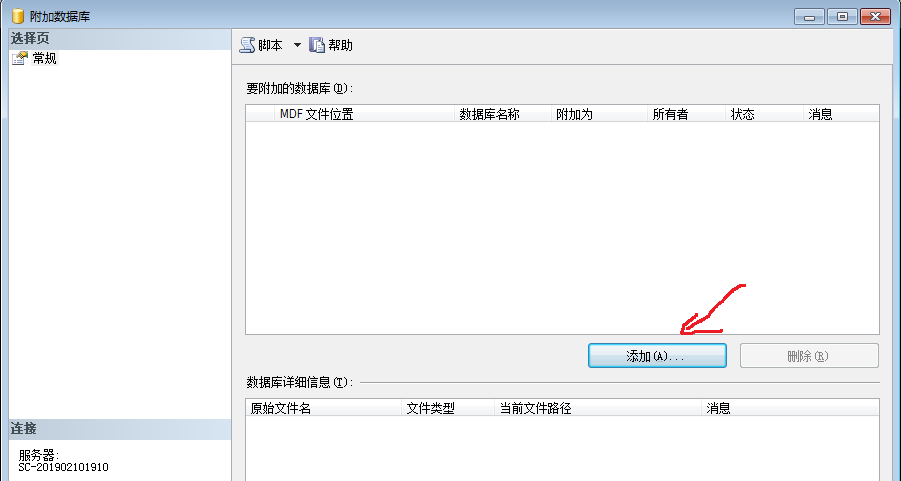 附加数据库
选择页
常规
脚本 帮助
要附加的数据库(D):
MDF 文件位置 数据库名称 附加为 所有者 状态 消息
添加(A)... 删除(R)
数据库详细信息(T):
原始文件名 文件类型 当前文件路径 消息
连接
服务器:
SC-201902101910